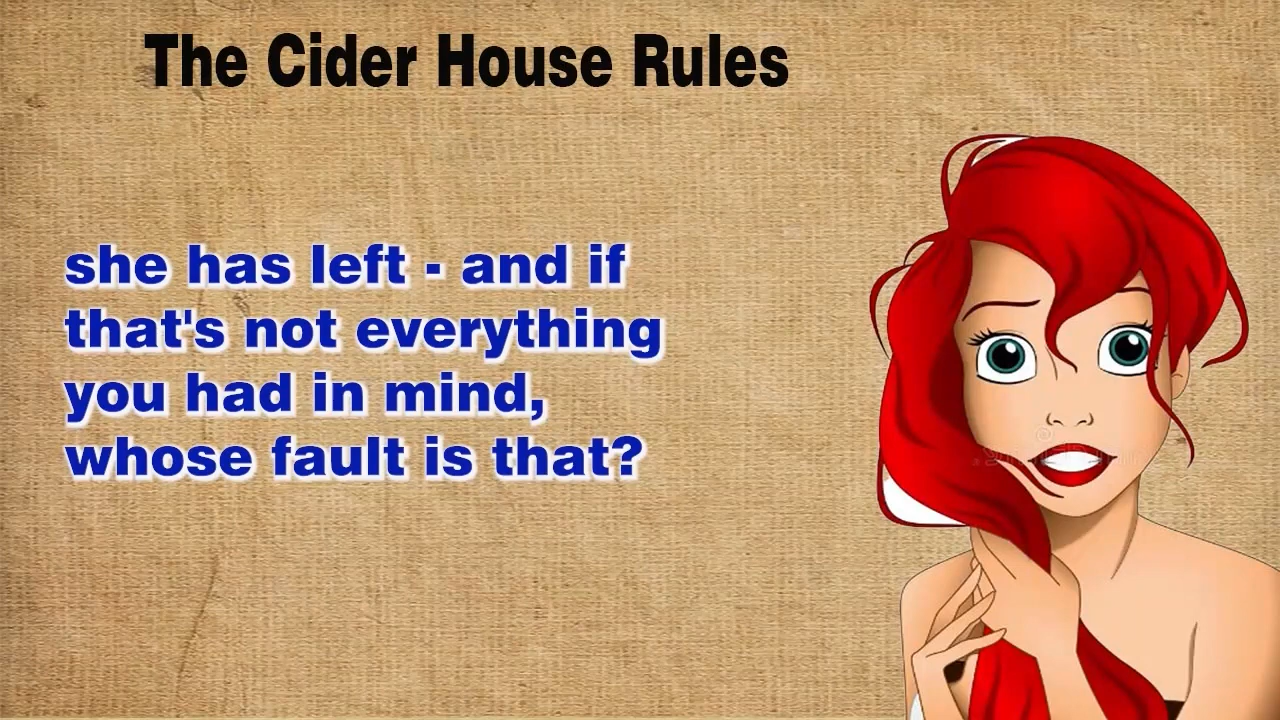 The Cider House Rules
she has left - and if
that's not everything
you had in mind,
whose fault is that?